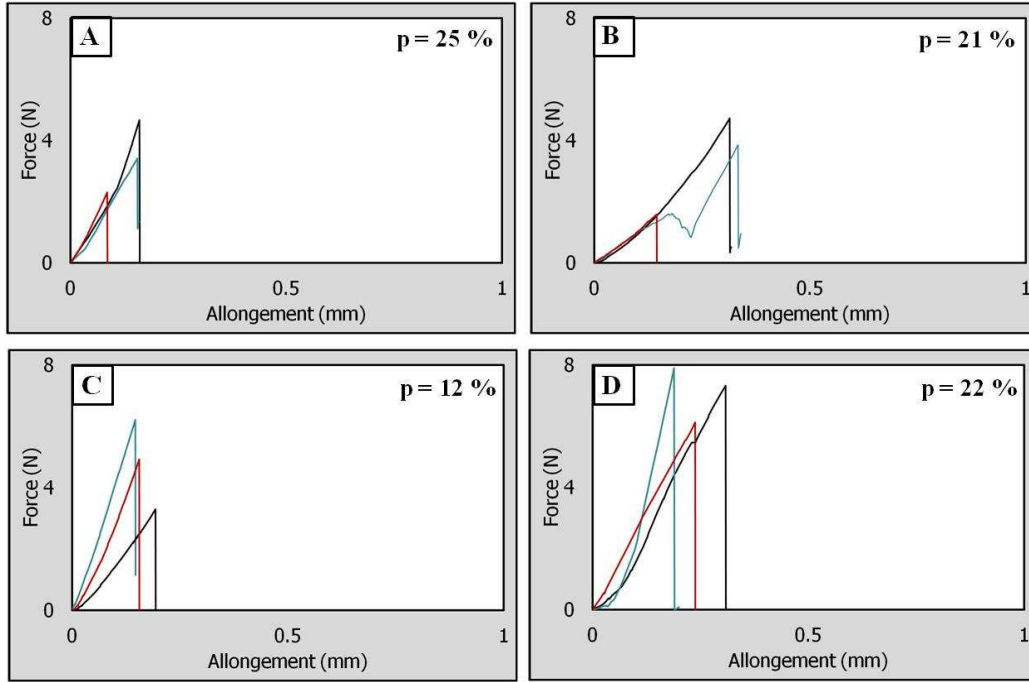 A
p = 25 %
8
4
0
Force (N)
0
0.5
1
Allongement (mm)
B
p = 21 %
8
4
0
Force (N)
0
0.5
1
Allongement (mm)
C
p = 12 %
8
4
0
Force (N)
0
0.5
1
Allongement (mm)
D
p = 22 %
8
4
0
Force (N)
0
0.5
1
Allongement (mm)